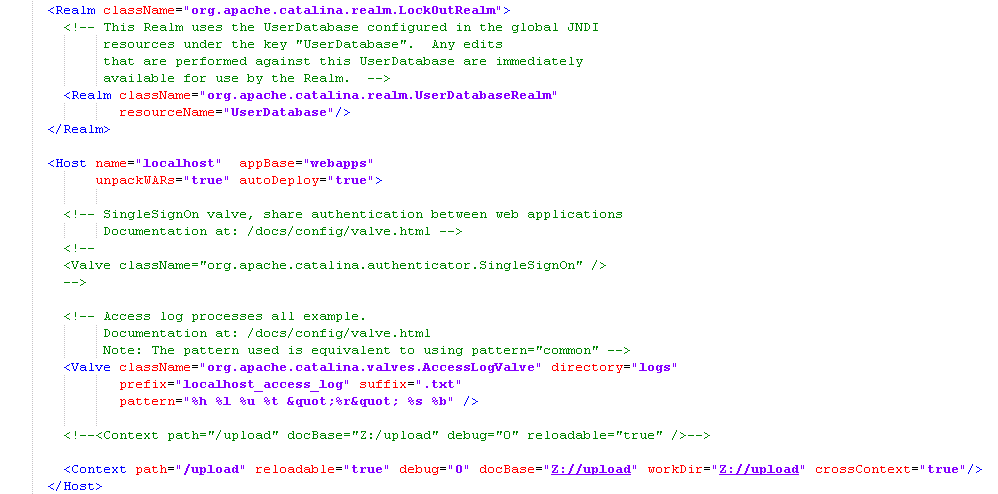 <Realm className="org.apache.catalina.realm.LockOutRealm">
<!-- This Realm uses the UserDatabase configured in the global JNDI
resources under the key "UserDatabase".  Any edits
that are performed against this UserDatabase are immediately
available for use by the Realm.  -->
<Realm className="org.apache.catalina.realm.UserDatabaseRealm"
resourceName="UserDatabase"/>
</Realm>
<Host name="localhost"  appBase="webapps"
unpackWARs="true" autoDeploy="true">
<!-- SingleSignOn valve, share authentication between web applications
Documentation at: /docs/config/valve.html -->
<!--
<Valve className="org.apache.catalina.authenticator.SingleSignOn" />
-->
<!-- Access log processes all example.
Documentation at: /docs/config/valve.html
Note: The pattern used is equivalent to using pattern="common" -->
<Valve className="org.apache.catalina.valves.AccessLogValve" directory="logs"
prefix="localhost_access_log" suffix=".txt"
pattern="%h %l %u %t &quot;%r&quot; %s %b" />
<!--<Context path="/upload" docBase="Z:/upload" debug="0" reloadable="true" />-->
<Context path="/upload" reloadable="true" debug="0" docBase="Z://upload" workDir="Z://upload" crossContext="true"/>
</Host>